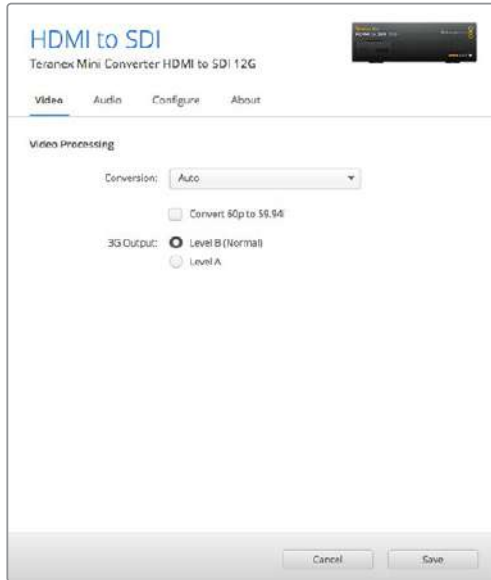 HDMI to SDI
Teranex Mini Converter HDMI to SDI 12G
Video Audio Configure About
Video Processing
Conversion: Auto
Convert 60p to 59.94i
3G Output: Level B (Normal)
Level A
Cancel Save